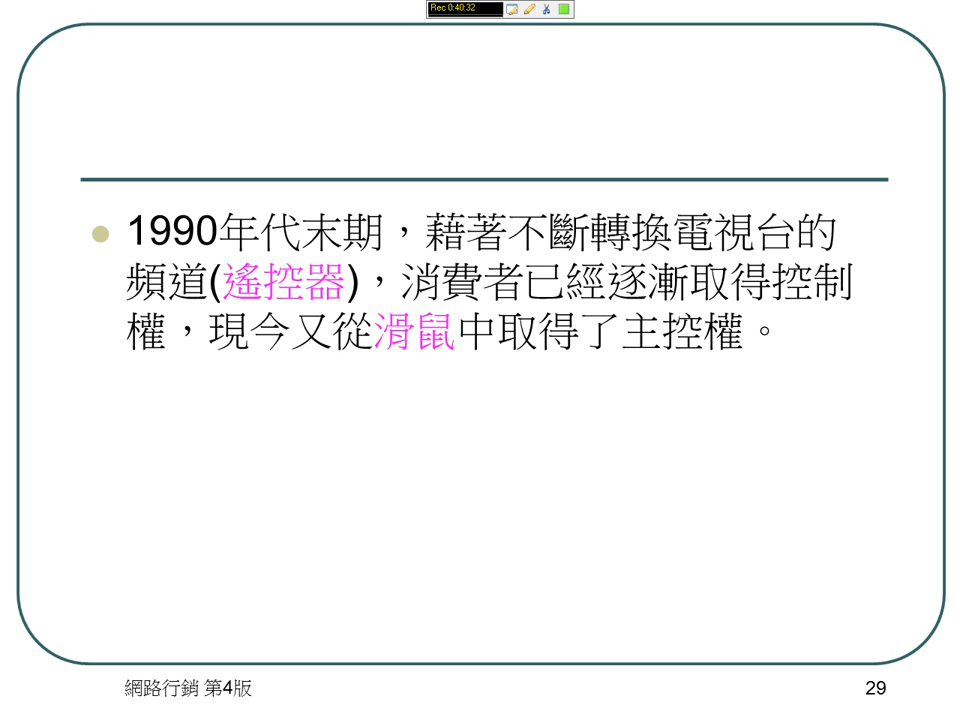 Rec 0:40:32
1990年代末期，藉著不斷轉換電視台的
頻道(遙控器)，消費者已經逐漸取得控制
權，現今又從滑鼠中取得了主控權。
網路行銷 第4版
29